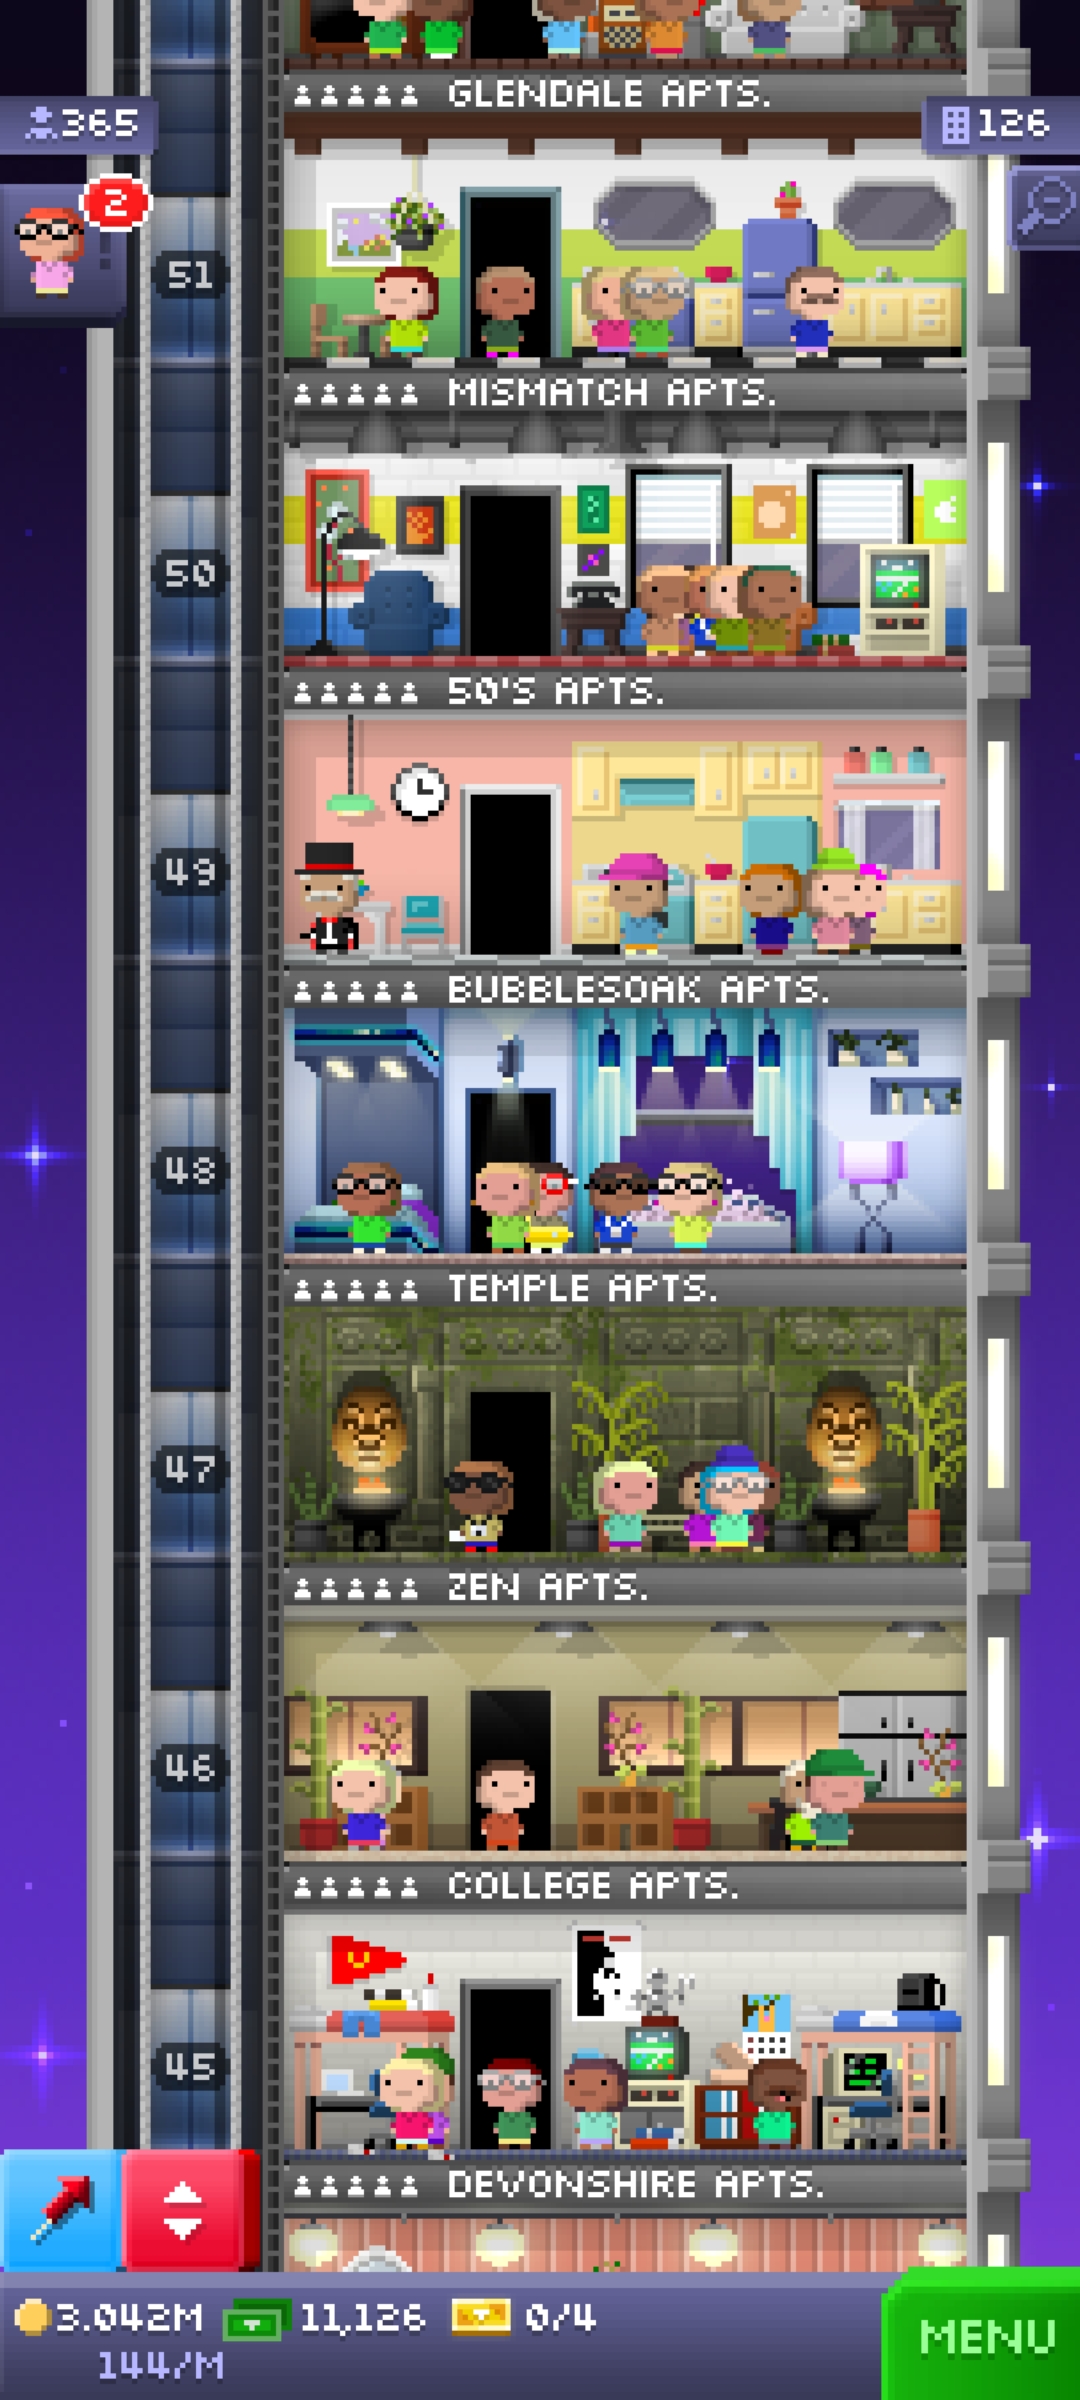 GLENDALE APTS.
365
126
2
51
MISMATCH APTS.
50
50'S APTS.
49
BUBBLESOAK APTS.
48
TEMPLE APTS.
47
ZEN APTS.
46
COLLEGE APTS.
45
DEVONSHIRE APTS.
3.042M 11,126 0/4
144/M
MENU